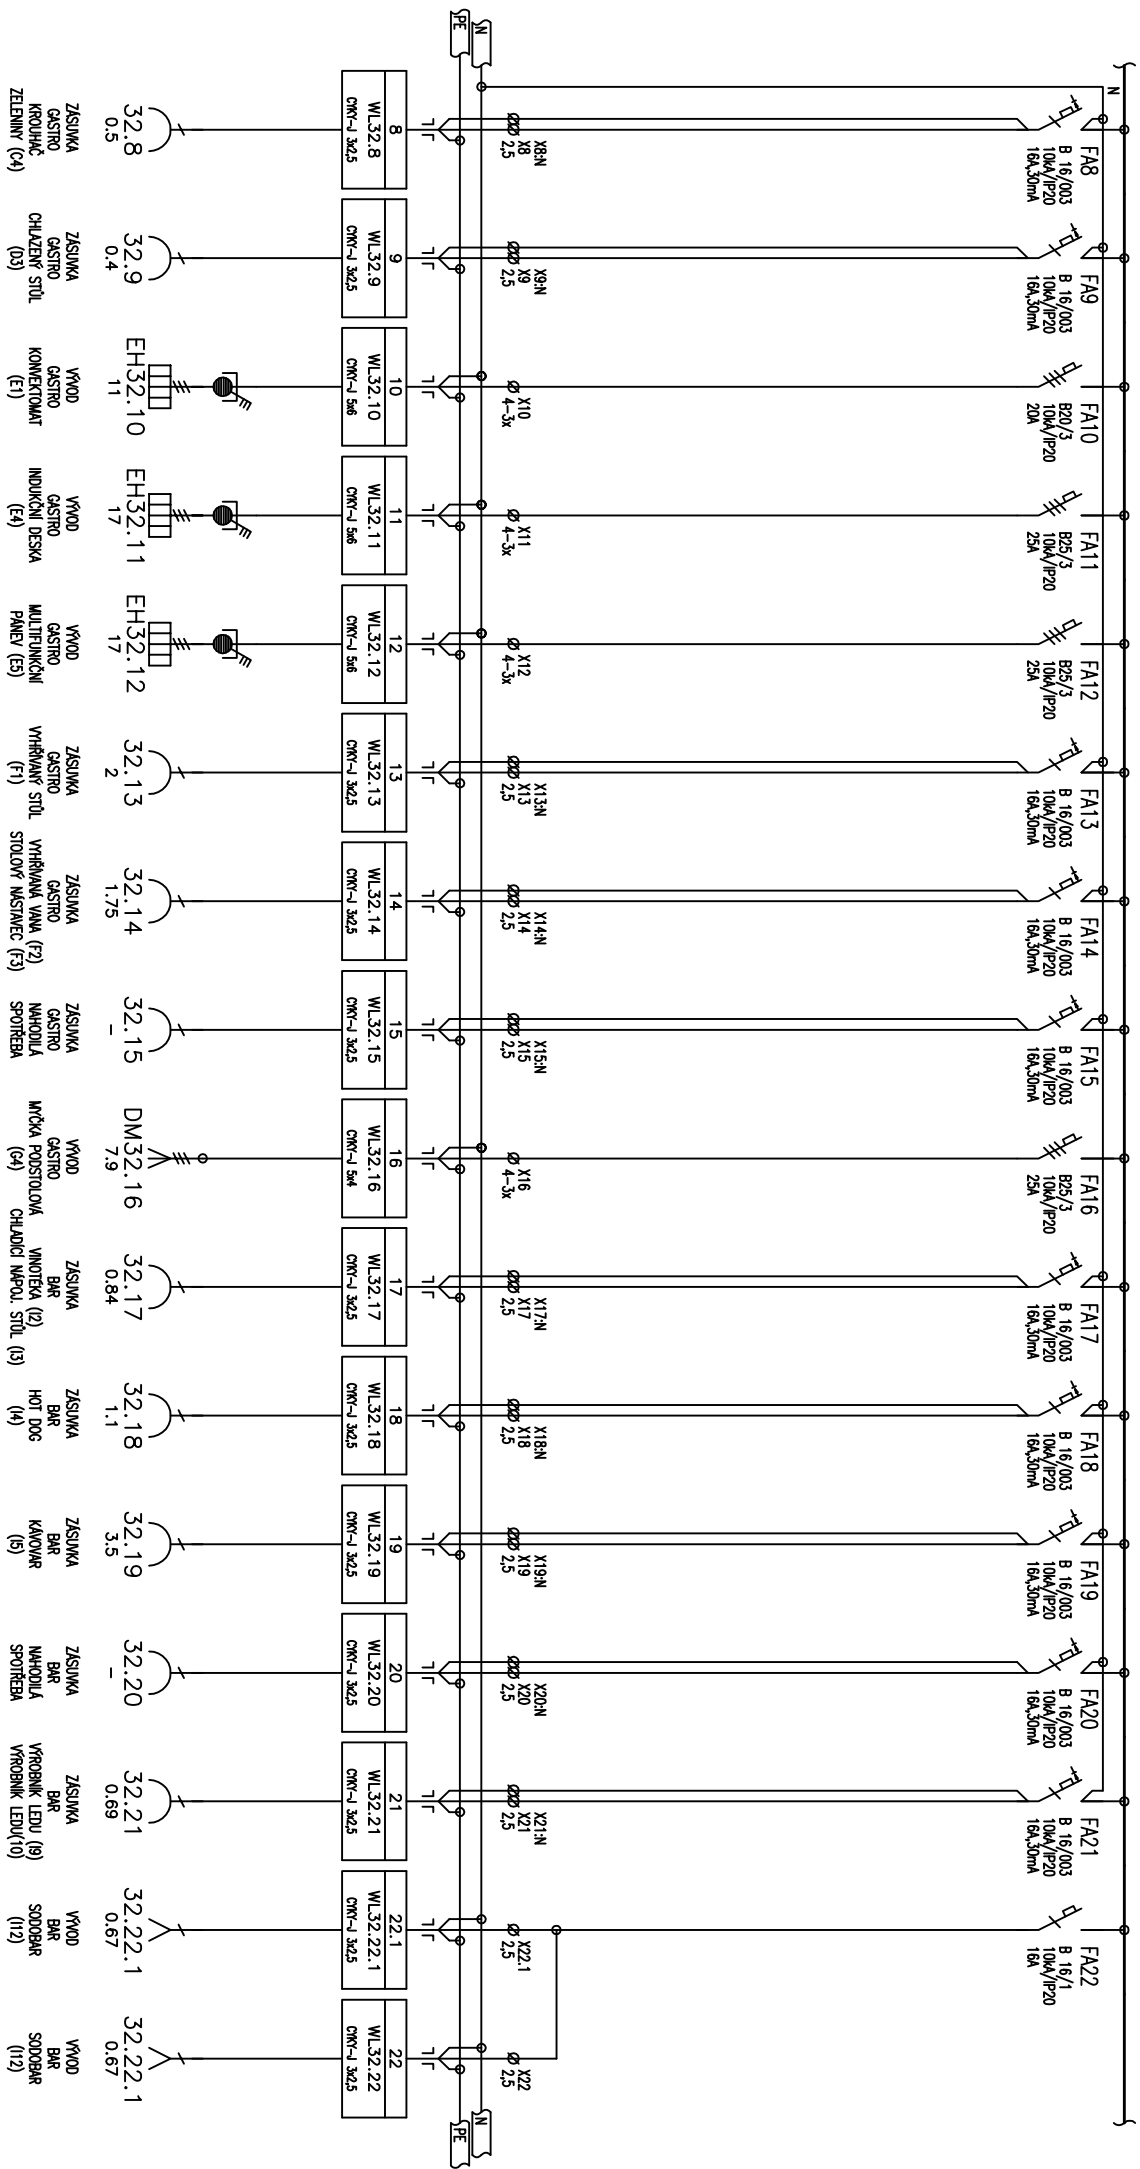 N
FA8
B 16/003
10kA/IP20
16A,30mA
FA9
B 16/003
10kA/IP20
16A,30mA
FA10
B20/3
10kA/IP20
20A
FA11
B25/3
10kA/IP20
25A
FA12
B25/3
10kA/IP20
25A
FA13
B 16/003
10kA/IP20
16A,30mA
FA14
B 16/003
10kA/IP20
16A,30mA
FA15
B 16/003
10kA/IP20
16A,30mA
FA16
B25/3
10kA/IP20
25A
FA17
B 16/003
10kA/IP20
16A,30mA
FA18
B 16/003
10kA/IP20
16A,30mA
FA19
B 16/003
10kA/IP20
16A,30mA
FA20
B 16/003
10kA/IP20
16A,30mA
FA21
B 16/003
10kA/IP20
16A,30mA
FA22
B 16/1
10kA/IP20
16A
X8:N
X8
2,5
X9:N
X9
2,5
X10
4-3x
X11
4-3x
X12
4-3x
X13:N
X13
2,5
X14:N
X14
2,5
X15:N
X15
2,5
X16
4-3x
X17:N
X17
2,5
X18:N
X18
2,5
X19:N
X19
2,5
X20:N
X20
2,5
X21:N
X21
2,5
X22.1
2,5
X22
2,5
N
N
PE
PE
8
WL32.8
CYKY-J 3x2,5
9
WL32.9
CYKY-J 3x2,5
10
WL32.10
CYKY-J 5x6
11
WL32.11
CYKY-J 5x6
12
WL32.12
CYKY-J 5x6
13
WL32.13
CYKY-J 3x2,5
14
WL32.14
CYKY-J 3x2,5
15
WL32.15
CYKY-J 3x2,5
16
WL32.16
CYKY-J 5x4
17
WL32.17
CYKY-J 3x2,5
18
WL32.18
CYKY-J 3x2,5
19
WL32.19
CYKY-J 3x2,5
20
WL32.20
CYKY-J 3x2,5
21
WL32.21
CYKY-J 3x2,5
22.1
WL32.22.1
CYKY-J 3x2,5
22
WL32.22
CYKY-J 3x2,5
32.8
0.5
ZÁSUVKA
GASTRO
KROUHAČ
ZELENINY (C4)
32.9
0.4
ZÁSUVKA
GASTRO
CHLAZENÝ STŮL
(D3)
EH32.10
11
VÝVOD
GASTRO
KONVEKTOMAT
(E1)
EH32.11
17
VÝVOD
GASTRO
INDUKČNÍ DESKA
(E4)
EH32.12
17
VÝVOD
GASTRO
MULTIFUNKČNÍ
PÁNEV (E5)
32.13
2
ZÁSUVKA
GASTRO
VYHŘÍVANÝ STŮL
(F1)
32.14
1.75
ZÁSUVKA
GASTRO
VYHŘÍVANÁ VANA (F2)
STOLOVÝ NÁSTAVEC (F3)
32.15
-
ZÁSUVKA
GASTRO
NAHODILÁ
SPOTŘEBA
DM32.16
7.9
VÝVOD
GASTRO
MYČKA PODSTOLOVÁ
(G4)
32.17
0.84
ZÁSUVKA
BAR
VINOTÉKA (I2)
CHLADÍCÍ NÁPOJ. STŮL (I3)
32.18
1.1
ZÁSUVKA
BAR
HOT DOG
(I4)
32.19
3.5
ZÁSUVKA
BAR
KÁVOVAR
(I5)
32.20
-
ZÁSUVKA
BAR
NAHODILÁ
SPOTŘEBA
32.21
0.69
ZÁSUVKA
BAR
VÝROBNÍK LEDU (I9)
VÝROBNÍK LEDU(10)
32.22.1
0.67
VÝVOD
BAR
SODOBAR
(I12)
32.22.1
0.67
VÝVOD
BAR
SODOBAR
(I12)